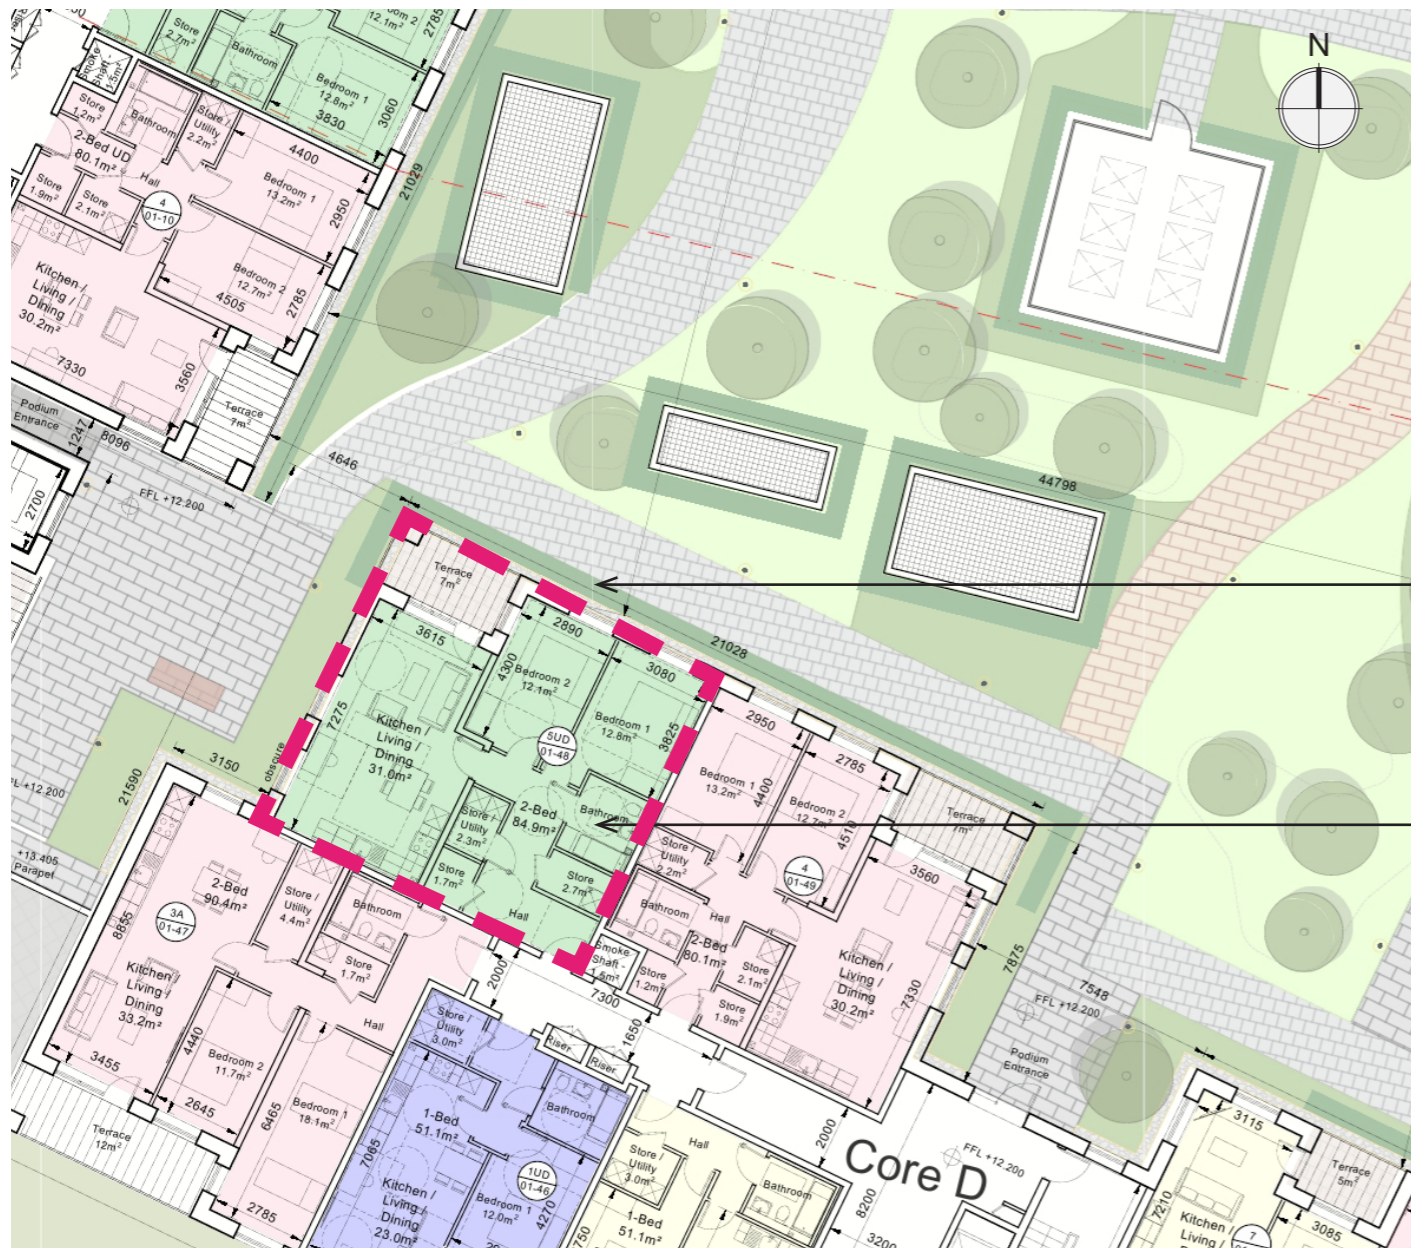 N
Riser
Store
2.7m²
Bathroom
Bedroom 2
12.1m²
2785
Bedroom 1
12.8m²
3830
3060
Smoke
Shaft -
1.5m²
Store
1.2m²
Bathroom
Store /
Utility
2.2m²
2-Bed UD
80.1m²
4400
Bedroom 1
13.2m²
2950
21029
Store
1.9m²
Store
2.1m²
Hall
4
01-10
Kitchen /
Living /
Dining
30.2m²
Bedroom 2
12.7m²
4505
2785
7330
3560
Terrace
7m²
Podium
Entrance
1247
8096
4646
2700
FFL +12.200
44798
Terrace
7m²
3615
2890
4300
Bedroom 2
12.1m²
3080
21028
7275
Kitchen /
Living /
Dining
31.0m²
Bedroom 1
12.8m²
3825
5UD
01-48
2-Bed
84.9m²
Bathroom
Store /
Utility
2.3m²
Store
1.7m²
Store
2.7m²
Hall
obscure
3150
21590
+13.405
Parapet
2-Bed
90.4m²
3A
01-47
8855
Store /
Utility
4.4m²
Bathroom
Store
1.7m²
Hall
Kitchen /
Living /
Dining
33.2m²
3455
4440
Bedroom 2
11.7m²
2645
6465
Bedroom 1
18.1m²
2785
Terrace
12m²
2950
2785
Bedroom 1
13.2m²
4400
Bedroom 2
12.7m²
4510
Terrace
7m²
3560
4
01-49
Store /
Utility
2.2m²
Bathroom
Hall
2-Bed
80.1m²
Store
2.1m²
Store
1.2m²
Store
1.9m²
Kitchen /
Living /
Dining
30.2m²
7330
7875
7548
FFL +12.200
Podium
Entrance
Smoke
Shaft -
1.5m²
2000
7300
1650
Riser
Riser
Store /
Utility
3.0m²
1-Bed
51.1m²
Bathroom
7065
1UD
01-46
Kitchen /
Living /
Dining
23.0m²
Bedroom 1
12.0m²
4270
Hall
Store /
Utility
3.0m²
Bathroom
1-Bed
51.1m²
2000
Core D
FFL +12.200
8200
3200
3115
Terrace
5m²
7210
Kitchen /
Living /
7
3085